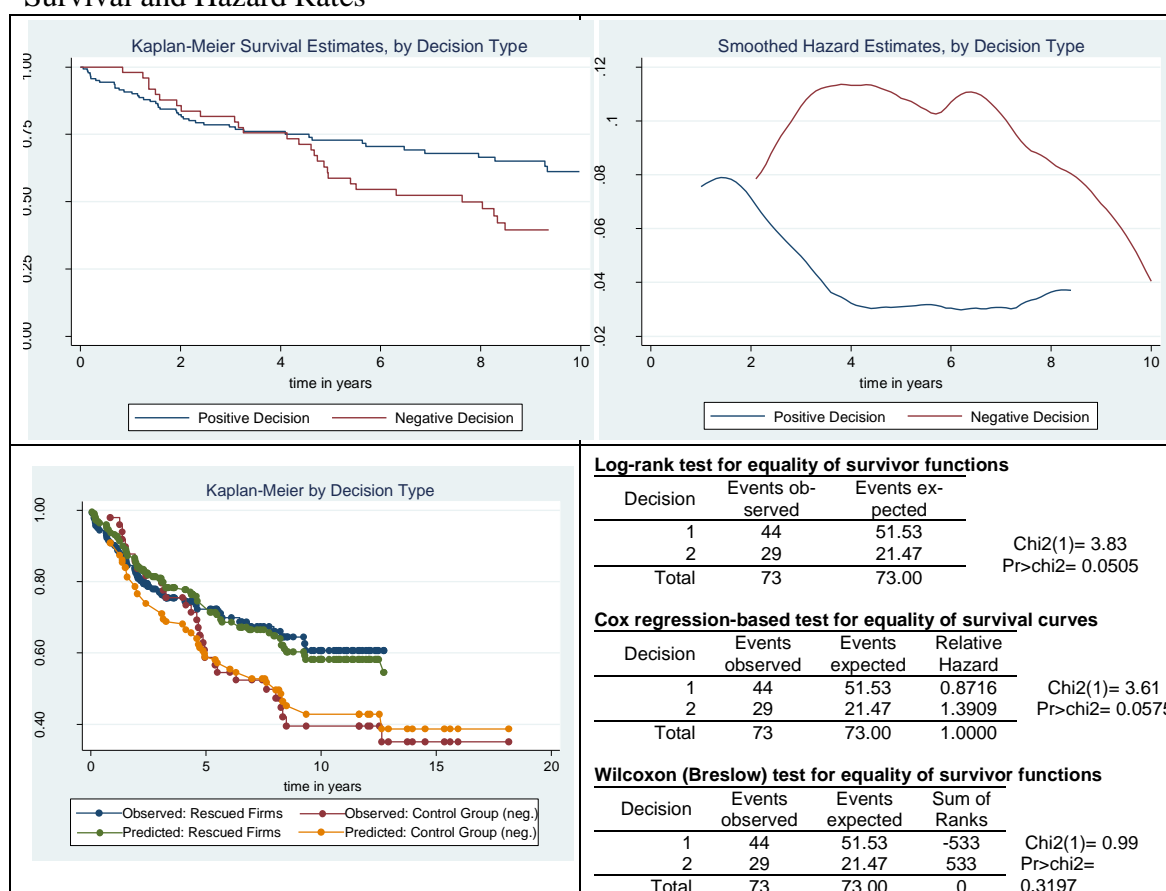 Survival and Hazard Rates
Kaplan-Meier Survival Estimates, by Decision Type
1.00
0.75
0.50
0.25
0.00
0 2 4 6 8 10
time in years
Positive Decision Negative Decision
Smoothed Hazard Estimates, by Decision Type
.12
.1
.08
.06
.04
.02
0 2 4 6 8 10
time in years
Positive Decision Negative Decision
Kaplan-Meier by Decision Type
1.00
0.80
0.60
0.40
0 5 10 15 20
time in years
Observed: Rescued Firms Observed: Control Group (neg.)
Predicted: Rescued Firms Predicted: Control Group (neg.)
Log-rank test for equality of survivor functions
Decision Events ob-
served Events ex-
pected
1 44 51.53
2 29 21.47
Total 73 73.00
Chi2(1)= 3.83
Pr>chi2= 0.0505
Cox regression-based test for equality of survival curves
Decision Events
observed Events
expected Relative
Hazard
1 44 51.53 0.8716 Chi2(1)= 3.61
2 29 21.47 1.3909 Pr>chi2= 0.0575
Total 73 73.00 1.0000
Wilcoxon (Breslow) test for equality of survivor functions
Decision Events
observed Events
expected Sum of
Ranks
1 44 51.53 -533 Chi2(1)= 0.99
2 29 21.47 533 Pr>chi2=
Total 73 73.00 0 0.3197